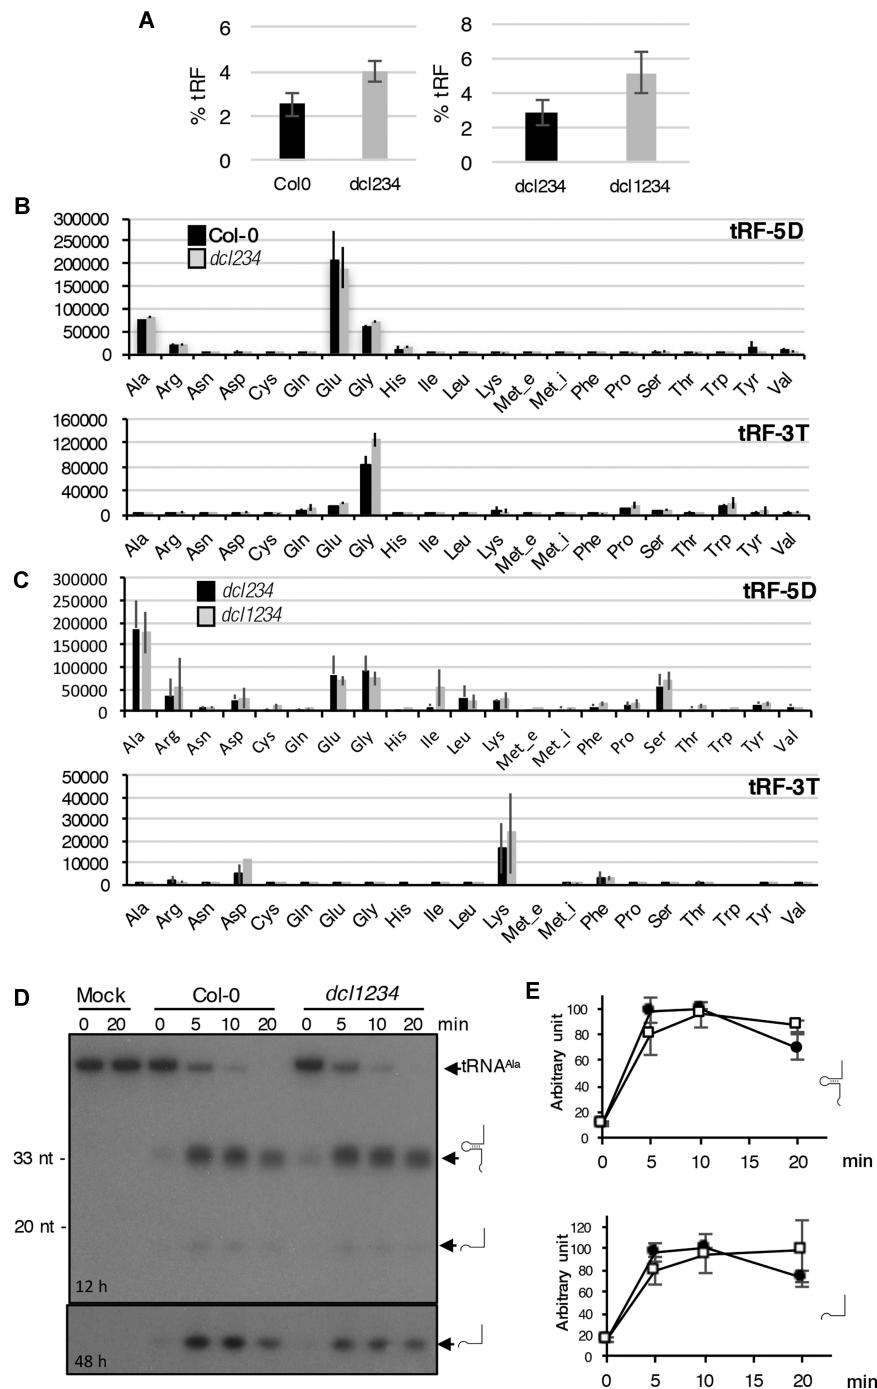 A
6
4
2
0
% tRF
Col0
dcl234
8
6
4
2
0
% tRF
dcl234
dcl1234
B
300000
250000
200000
150000
100000
50000
0
Col-0
dcl234
tRF-5D
Ala Arg Asn Asp Cys Gln Glu Gly His Ile Leu Lys Met_e Met_i Phe Pro Ser Thr Trp Tyr Val
160000
120000
80000
40000
0
tRF-3T
Ala Arg Asn Asp Cys Gln Glu Gly His Ile Leu Lys Met_e Met_i Phe Pro Ser Thr Trp Tyr Val
C
300000
250000
200000
150000
100000
50000
0
dcl234
dcl1234
tRF-5D
Ala Arg Asn Asp Cys Gln Glu Gly His Ile Leu Lys Met_e Met_i Phe Pro Ser Thr Trp Tyr Val
50000
40000
30000
20000
10000
0
tRF-3T
Ala Arg Asn Asp Cys Gln Glu Gly His Ile Leu Lys Met_e Met_i Phe Pro Ser Thr Trp Tyr Val
D
Mock Col-0 dcl1234
0 20 0 5 10 20 0 5 10 20 min
tRNAAla
33 nt -
20 nt -
12 h
48 h
E
Arbitrary unit
100
80
60
40
20
0
0 5 10 20 min
Arbitrary unit
120
100
80
60
40
20
0
0 5 10 20 min